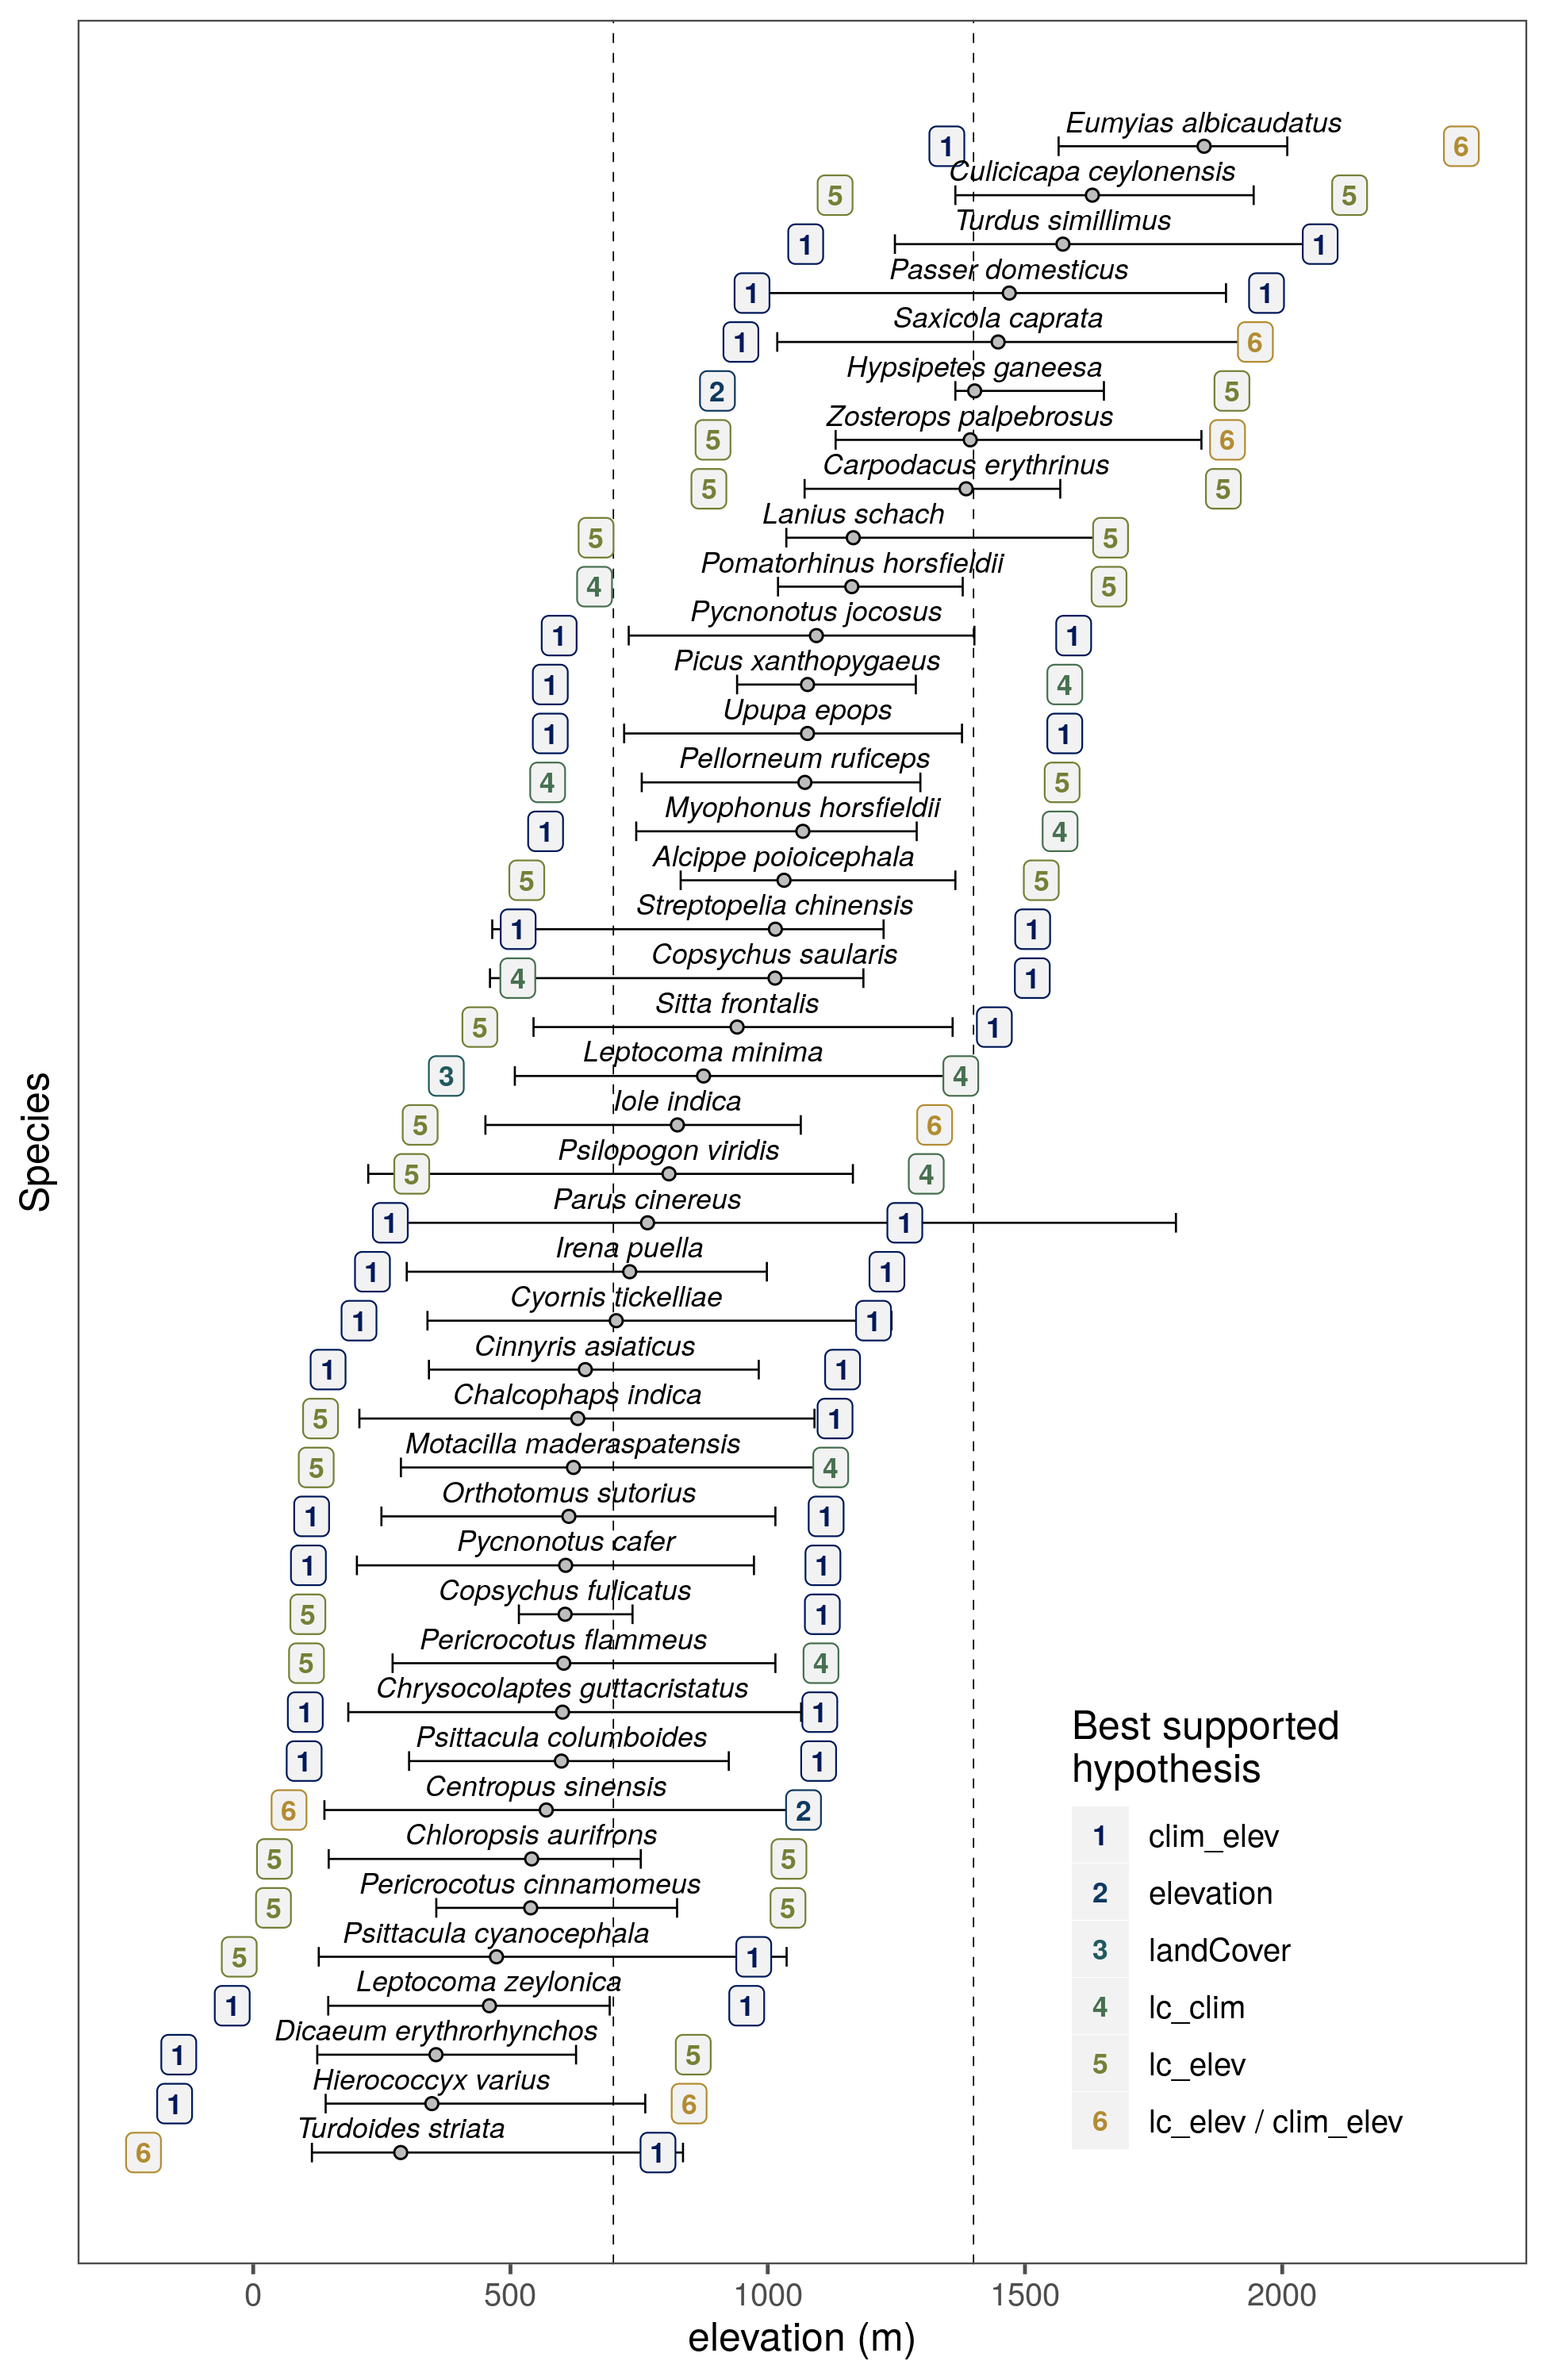 Eumyias albicaudatus
1 6
Culicicapa ceylonensis
5 5
Turdus simillimus
1 1
Passer domesticus
1 1
Saxicola caprata
1 6
Hypsipetes ganeesa
2 5
Zosterops palpebrosus
5 6
Carpodacus erythrinus
5 5
Lanius schach
5 5
Pomatorhinus horsfieldii
4 5
Pycnonotus jocosus
1 1
Picus xanthopygaeus
1 4
Upupa epops
1 1
Pellorneum ruficeps
4 5
Myophonus horsfieldii
1 4
Alcippe poioicephala
5 5
Streptopelia chinensis
1 1
Copsychus saularis
4 1
Sitta frontalis
5 1
Leptocoma minima
3 4
Iole indica
5 6
Psilopogon viridis
5 4
Parus cinereus
1 1
Irena puella
1 1
Cyornis tickelliae
1 1
Cinnyris asiaticus
1 1
Chalcophaps indica
5 1
Motacilla maderaspatensis
5 4
Orthotomus sutorius
1 1
Pycnonotus cafer
1 1
Copsychus fulicatus
5 1
Pericrocotus flammeus
5 4
Chrysocolaptes guttacristatus
1 1
Psittacula columboides
1 1
Centropus sinensis
6 2
Chloropsis aurifrons
5 5
Pericrocotus cinnamomeus
5 5
Psittacula cyanocephala
5 1
Leptocoma zeylonica
1 1
Dicaeum erythrorhynchos
1 5
Hierococcyx varius
1 6
Turdoides striata
6 1
Species
Best supported
hypothesis
1 clim_elev
2 elevation
3 landCover
4 lc_clim
5 lc_elev
6 lc_elev / clim_elev
0 500 1000 1500 2000
elevation (m)